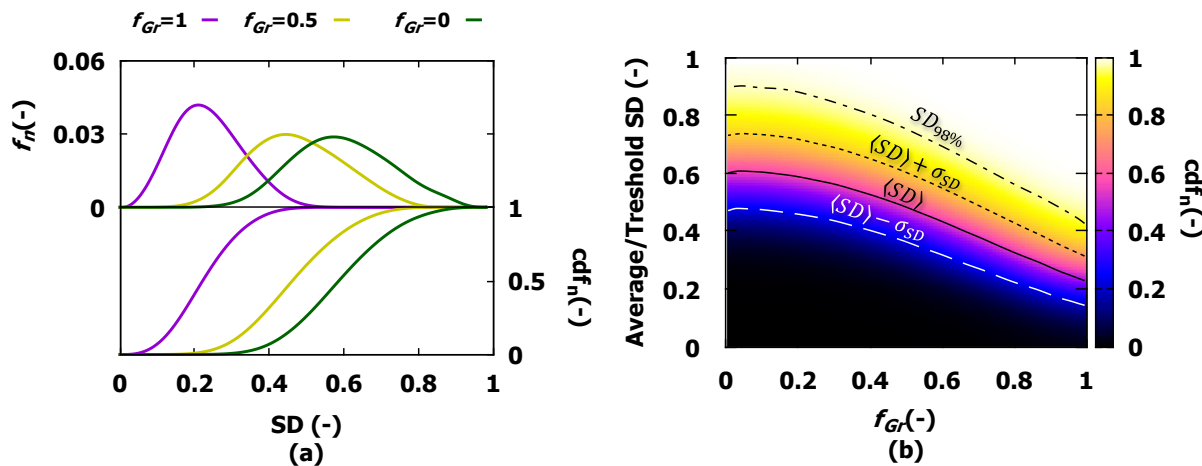 f_Gr=1 f_Gr=0.5 f_Gr=0
0.06
0.03
0
f_n(-)
1
0.5
0
cdf_n(-)
0 0.2 0.4 0.6 0.8 1
SD (-)
(a)
1
0.8
0.6
0.4
0.2
0
Average/Treshold SD (-)
SD_98%
⟨SD⟩ + σ_SD
⟨SD⟩
⟨SD⟩ − σ_SD
0 0.2 0.4 0.6 0.8 1
f_Gr(-)
(b)
1
0.8
0.6
0.4
0.2
0
cdf_n(-)